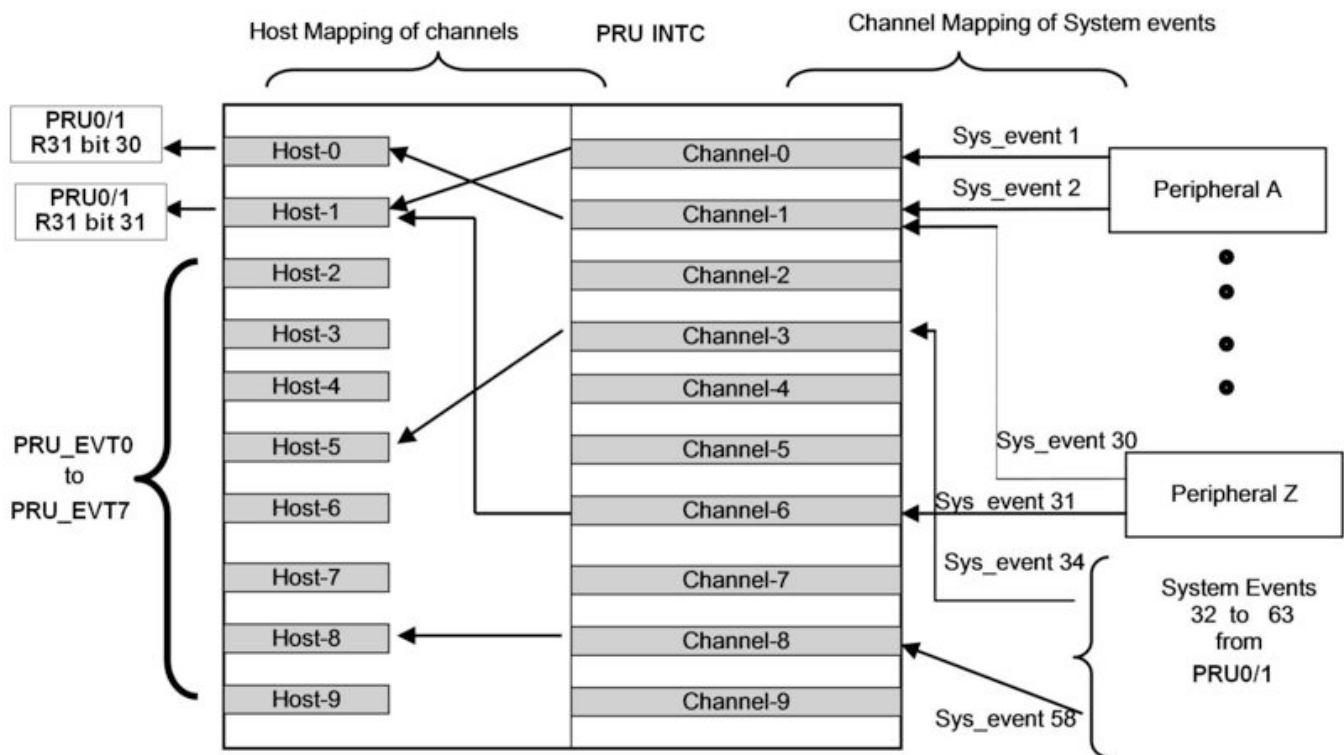 Host Mapping of channels
PRU INTC
Channel Mapping of System events
PRU0/1
R31 bit 30
PRU0/1
R31 bit 31
PRU_EVT0
to
PRU_EVT7
Host-0
Host-1
Host-2
Host-3
Host-4
Host-5
Host-6
Host-7
Host-8
Host-9
Channel-0
Channel-1
Channel-2
Channel-3
Channel-4
Channel-5
Channel-6
Channel-7
Channel-8
Channel-9
Sys_event 1
Sys_event 2
Sys_event 30
Sys_event 31
Sys_event 34
Sys_event 58
Peripheral A
Peripheral Z
System Events
32 to 63
from
PRU0/1